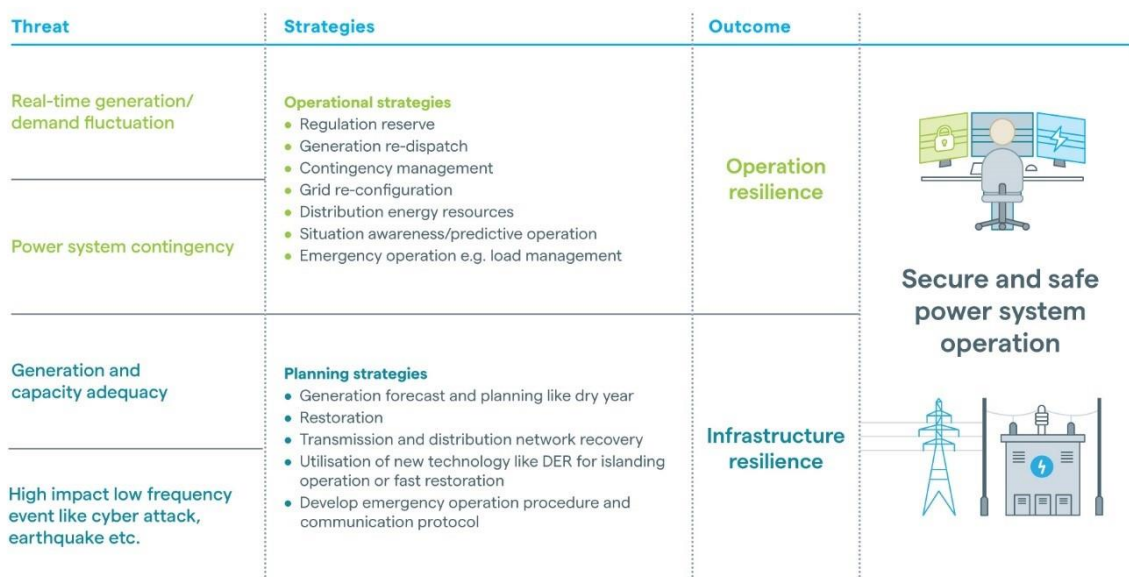 Threat
Strategies
Outcome
Real-time generation/
demand fluctuation
Power system contingency
Operational strategies
• Regulation reserve
• Generation re-dispatch
• Contingency management
• Grid re-configuration
• Distribution energy resources
• Situation awareness/predictive operation
• Emergency operation e.g. load management
Operation
resilience
Generation and
capacity adequacy
High impact low frequency
event like cyber attack,
earthquake etc.
Planning strategies
• Generation forecast and planning like dry year
• Restoration
• Transmission and distribution network recovery
• Utilisation of new technology like DER for islanding
operation or fast restoration
• Develop emergency operation procedure and
communication protocol
Infrastructure
resilience
Secure and safe
power system
operation